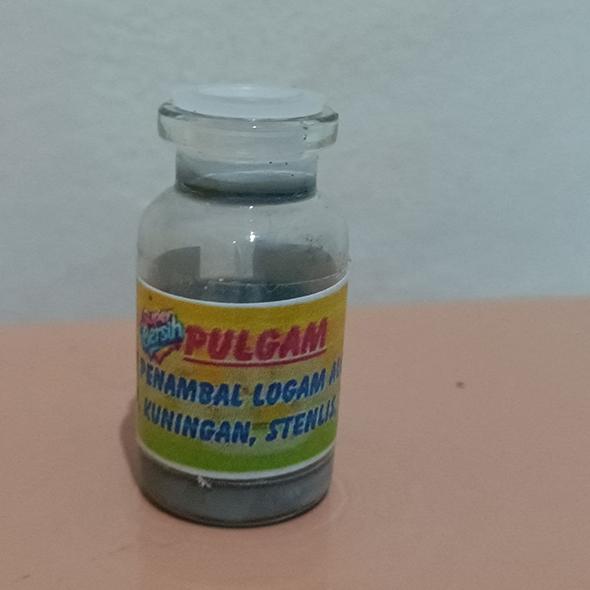 Super
Bersih
PULGAM
PENAMBAL LOGAM
KUNINGAN, STENLIS